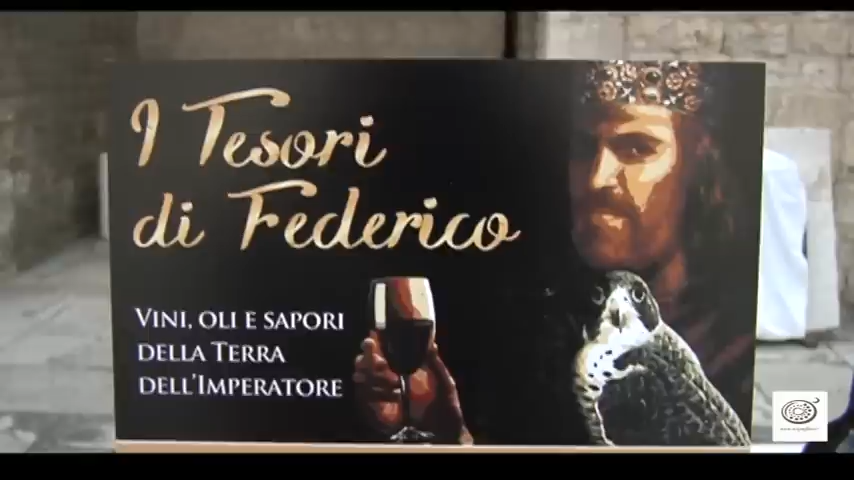 I Tesori
di Federico
VINI, OLI E SAPORI
DELLA TERRA
DELL'IMPERATORE